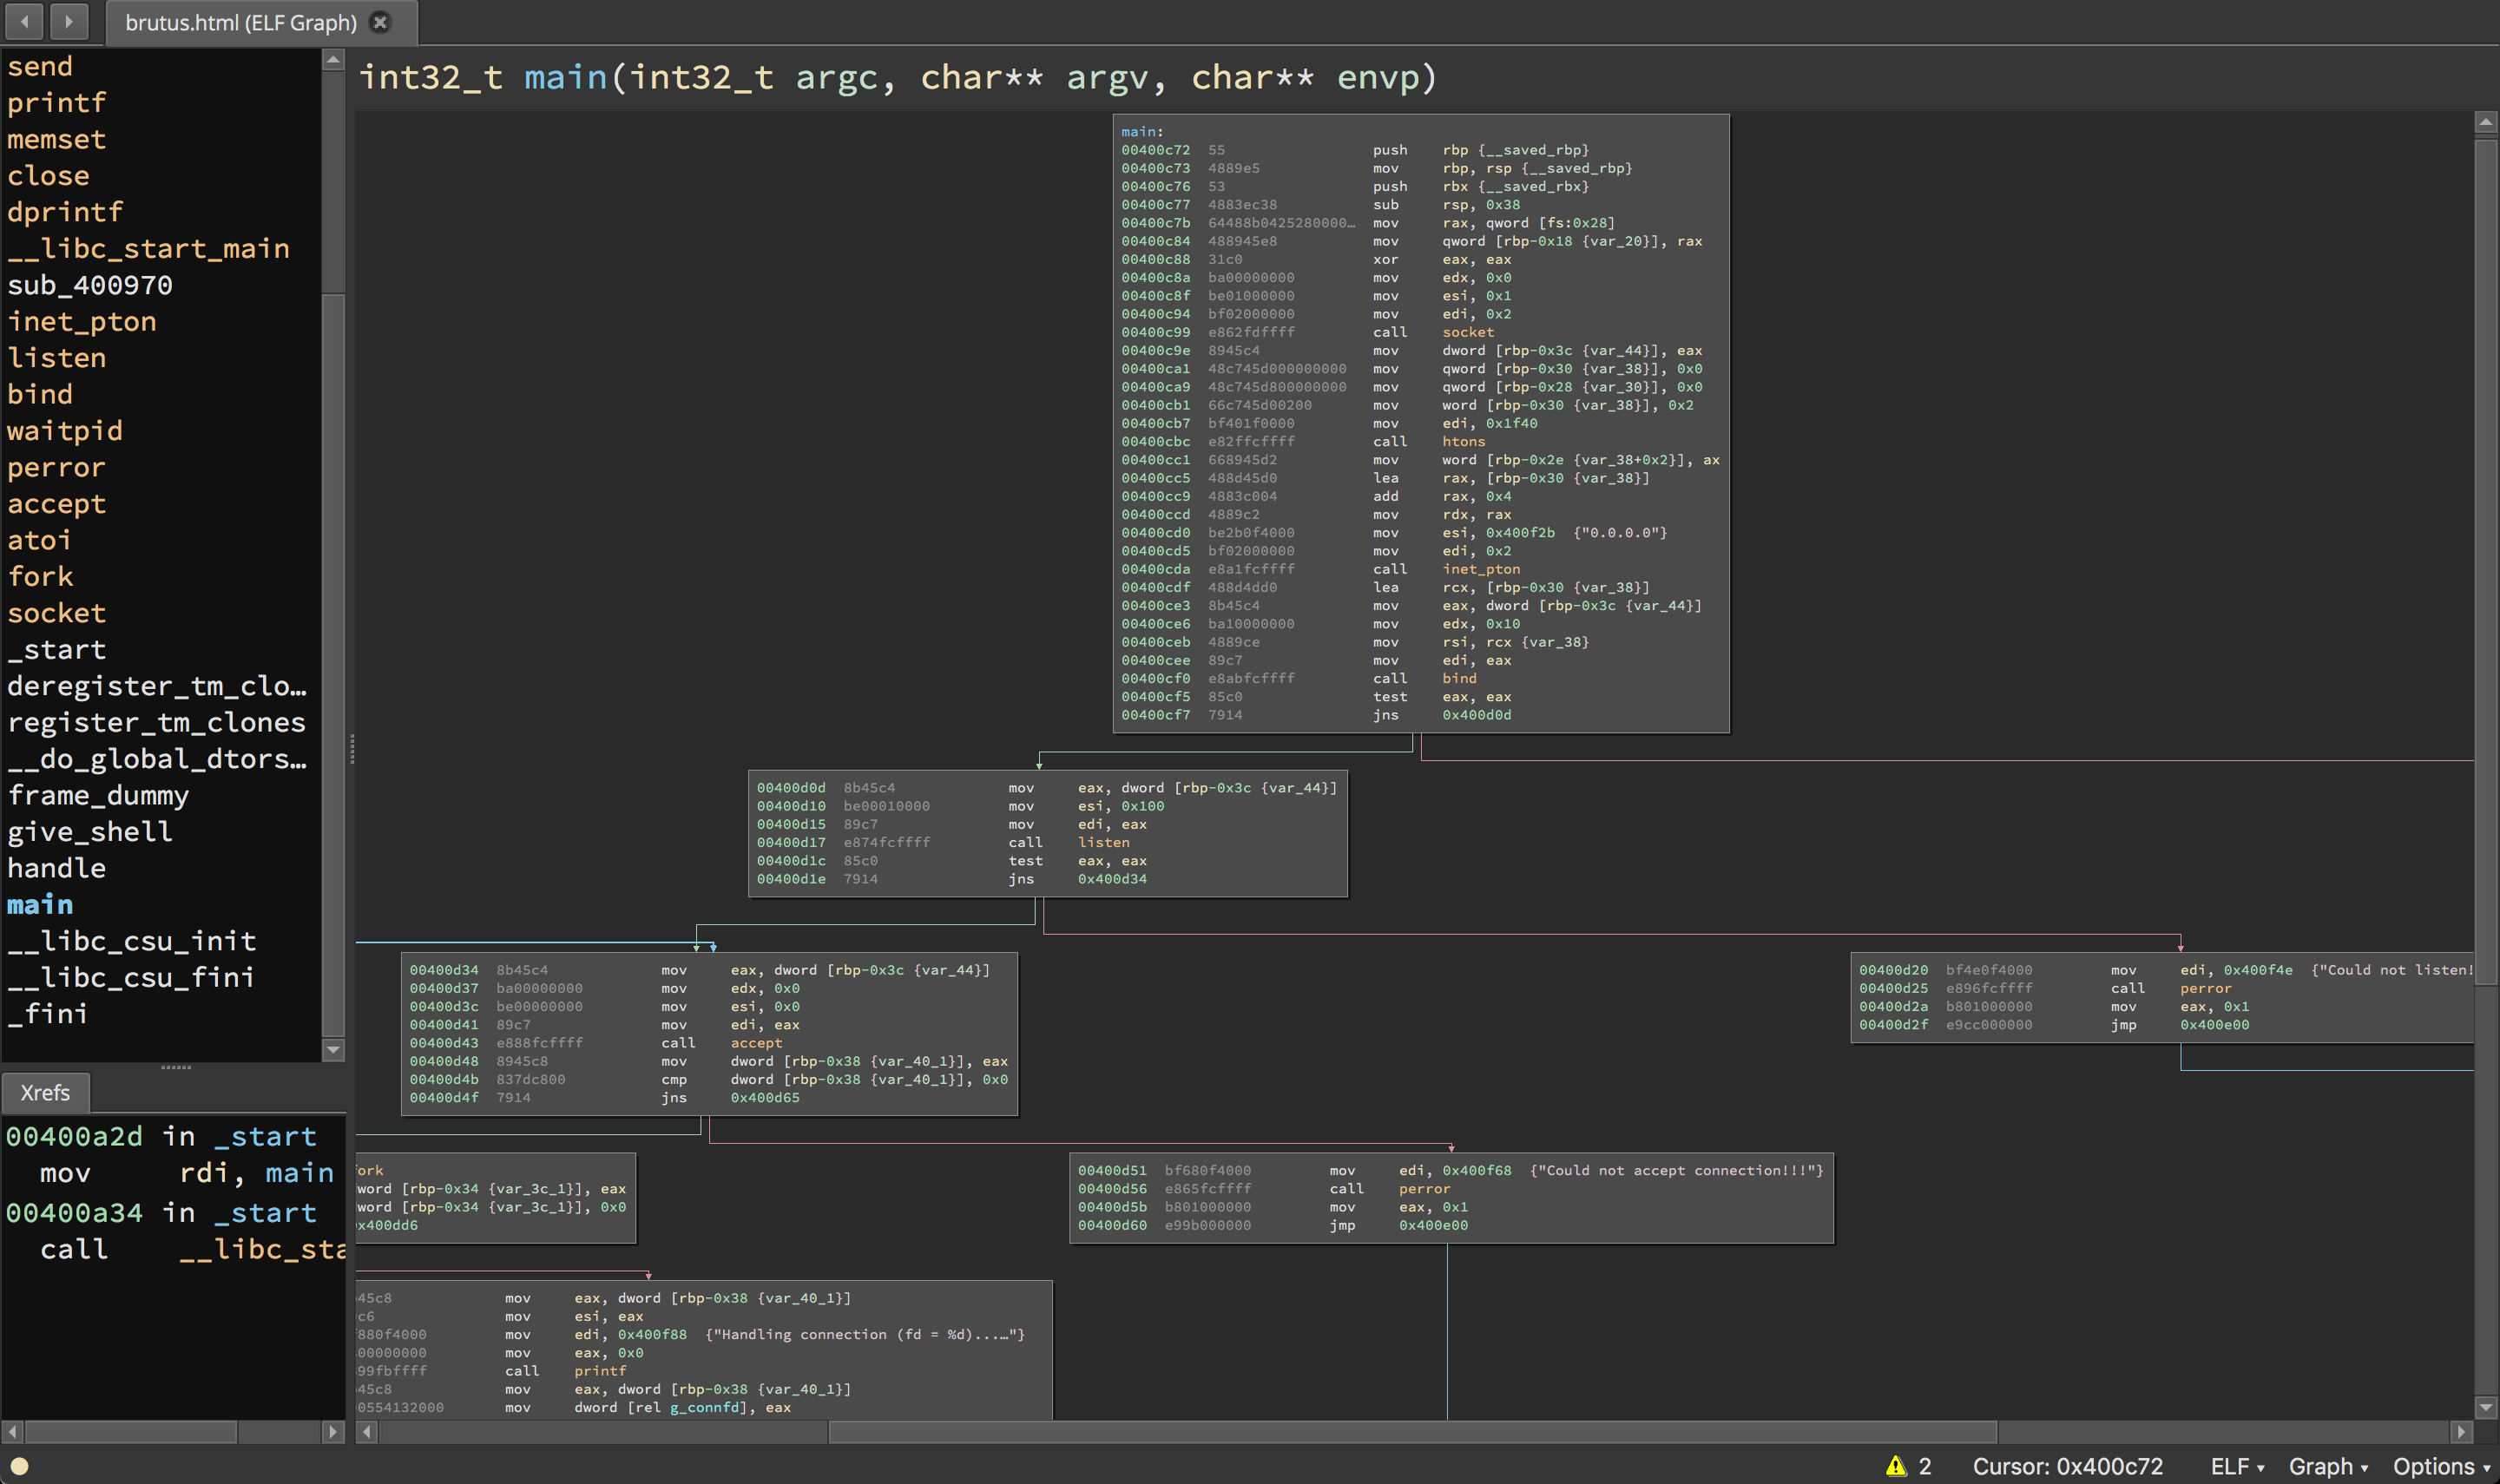 brutus.html (ELF Graph)
send
printf
memset
close
dprintf
__libc_start_main
sub_400970
inet_pton
listen
bind
waitpid
perror
accept
atoi
fork
socket
_start
deregister_tm_clo…
register_tm_clones
__do_global_dtors…
frame_dummy
give_shell
handle
main
__libc_csu_init
__libc_csu_fini
_fini
Xrefs
00400a2d in _start
mov rdi, main
00400a34 in _start
call __libc_sta
int32_t main(int32_t argc, char** argv, char** envp)
main:
00400c72 55 push rbp {__saved_rbp}
00400c73 4889e5 mov rbp, rsp {__saved_rbp}
00400c76 53 push rbx {__saved_rbx}
00400c77 4883ec38 sub rsp, 0x38
00400c7b 64488b0425280000… mov rax, qword [fs:0x28]
00400c84 488945e8 mov qword [rbp-0x18 {var_20}], rax
00400c88 31c0 xor eax, eax
00400c8a ba00000000 mov edx, 0x0
00400c8f be01000000 mov esi, 0x1
00400c94 bf02000000 mov edi, 0x2
00400c99 e862fdffff call socket
00400c9e 8945c4 mov dword [rbp-0x3c {var_44}], eax
00400ca1 48c745d000000000 mov qword [rbp-0x30 {var_38}], 0x0
00400ca9 48c745d800000000 mov qword [rbp-0x28 {var_30}], 0x0
00400cb1 66c745d00200 mov word [rbp-0x30 {var_38}], 0x2
00400cb7 bf401f0000 mov edi, 0x1f40
00400cbc e82ffcffff call htons
00400cc1 668945d2 mov word [rbp-0x2e {var_38+0x2}], ax
00400cc5 488d45d0 lea rax, [rbp-0x30 {var_38}]
00400cc9 4883c004 add rax, 0x4
00400ccd 4889c2 mov rdx, rax
00400cd0 be2b0f4000 mov esi, 0x400f2b {"0.0.0.0"}
00400cd5 bf02000000 mov edi, 0x2
00400cda e8a1fcffff call inet_pton
00400cdf 488d4dd0 lea rcx, [rbp-0x30 {var_38}]
00400ce3 8b45c4 mov eax, dword [rbp-0x3c {var_44}]
00400ce6 ba10000000 mov edx, 0x10
00400ceb 4889ce mov rsi, rcx {var_38}
00400cee 89c7 mov edi, eax
00400cf0 e8abfcffff call bind
00400cf5 85c0 test eax, eax
00400cf7 7914 jns 0x400d0d
00400d0d 8b45c4 mov eax, dword [rbp-0x3c {var_44}]
00400d10 be00010000 mov esi, 0x100
00400d15 89c7 mov edi, eax
00400d17 e874fcffff call listen
00400d1c 85c0 test eax, eax
00400d1e 7914 jns 0x400d34
00400d34 8b45c4 mov eax, dword [rbp-0x3c {var_44}]
00400d37 ba00000000 mov edx, 0x0
00400d3c be00000000 mov esi, 0x0
00400d41 89c7 mov edi, eax
00400d43 e888fcffff call accept
00400d48 8945c8 mov dword [rbp-0x38 {var_40_1}], eax
00400d4b 837dc800 cmp dword [rbp-0x38 {var_40_1}], 0x0
00400d4f 7914 jns 0x400d65
00400d20 bf4e0f4000 mov edi, 0x400f4e {"Could not listen!
00400d25 e896fcffff call perror
00400d2a b801000000 mov eax, 0x1
00400d2f e9cc000000 jmp 0x400e00
fork
word [rbp-0x34 {var_3c_1}], eax
word [rbp-0x34 {var_3c_1}], 0x0
x400dd6
00400d51 bf680f4000 mov edi, 0x400f68 {"Could not accept connection!!!"}
00400d56 e865fcffff call perror
00400d5b b801000000 mov eax, 0x1
00400d60 e99b000000 jmp 0x400e00
45c8 mov eax, dword [rbp-0x38 {var_40_1}]
c6 mov esi, eax
880f4000 mov edi, 0x400f88 {"Handling connection (fd = %d)...…"}
00000000 mov eax, 0x0
99fbffff call printf
45c8 mov eax, dword [rbp-0x38 {var_40_1}]
0554132000 mov dword [rel g_connfd], eax
2 Cursor: 0x400c72 ELF Graph Options